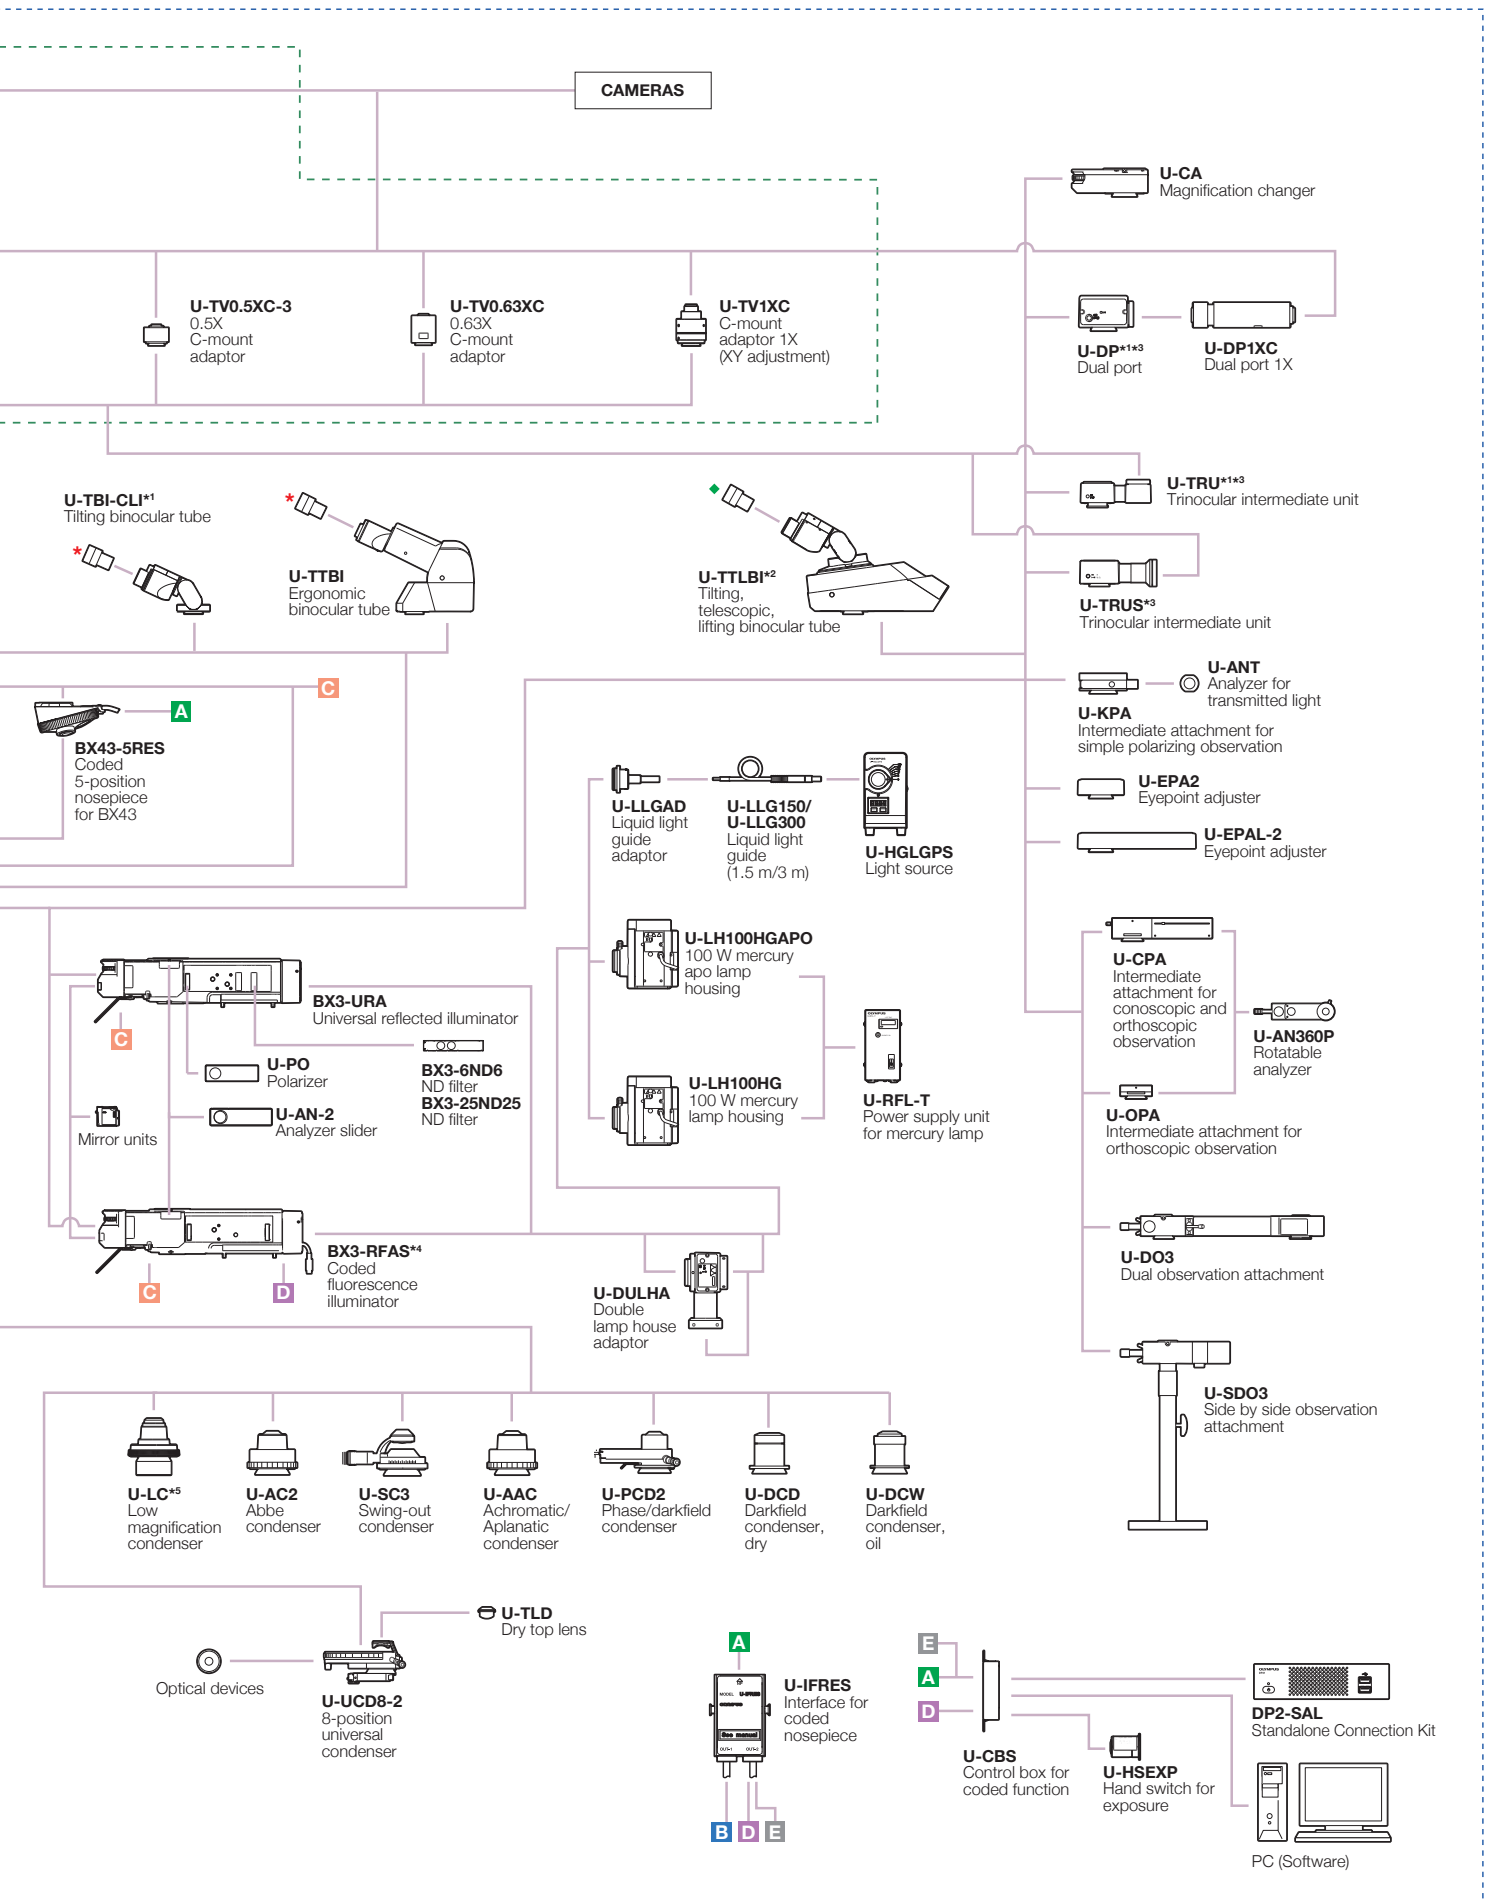 CAMERAS
U-CA
Magnification changer
U-TV0.5XC-3
0.5X
C-mount
adaptor
U-TV0.63XC
0.63X
C-mount
adaptor
U-TV1XC
C-mount
adaptor 1X
(XY adjustment)
U-DP*1*3
Dual port
U-DP1XC
Dual port 1X
U-TBI-CLI*1
Tilting binocular tube
*
*
U-TTBI
Ergonomic
binocular tube
U-TTLBI*2
Tilting,
telescopic,
lifting binocular tube
U-TRU*1*3
Trinocular intermediate unit
U-TRUS*3
Trinocular intermediate unit
C
A
BX43-5RES
Coded
5-position
nosepiece
for BX43
U-KPA
Intermediate attachment for
simple polarizing observation
U-ANT
Analyzer for
transmitted light
U-LLGAD
Liquid light
guide
adaptor
U-LLG150/
U-LLG300
Liquid light
guide
(1.5 m/3 m)
OLYMPUS
U-HGLGPS
Light source
U-EPA2
Eyepoint adjuster
U-EPAL-2
Eyepoint adjuster
BX3-URA
Universal reflected illuminator
C
U-PO
Polarizer
U-AN-2
Analyzer slider
Mirror units
BX3-6ND6
ND filter
BX3-25ND25
ND filter
U-LH100HGAPO
100 W mercury
apo lamp
housing
U-LH100HG
100 W mercury
lamp housing
OLYMPUS
U-RFL-T
Power supply unit
for mercury lamp
U-CPA
Intermediate
attachment for
conoscopic and
orthoscopic
observation
U-AN360P
Rotatable
analyzer
U-OPA
Intermediate attachment for
orthoscopic observation
BX3-RFAS*4
Coded
fluorescence
illuminator
C
D
U-DULHA
Double
lamp house
adaptor
U-DO3
Dual observation attachment
U-SDO3
Side by side observation
attachment
U-LC*5
Low
magnification
condenser
U-AC2
Abbe
condenser
U-SC3
Swing-out
condenser
U-AAC
Achromatic/
Aplanatic
condenser
U-PCD2
Phase/darkfield
condenser
U-DCD
Darkfield
condenser,
dry
U-DCW
Darkfield
condenser,
oil
U-TLD
Dry top lens
Optical devices
U-UCD8-2
8-position
universal
condenser
A
MODEL U-IFRES
OLYMPUS
See manual
OUT-1 OUT-2
U-IFRES
Interface for
coded
nosepiece
B
D
E
E
A
D
U-CBS
Control box for
coded function
U-HSEXP
Hand switch for
exposure
OLYMPUS
DP2-SAL
Standalone Connection Kit
PC (Software)